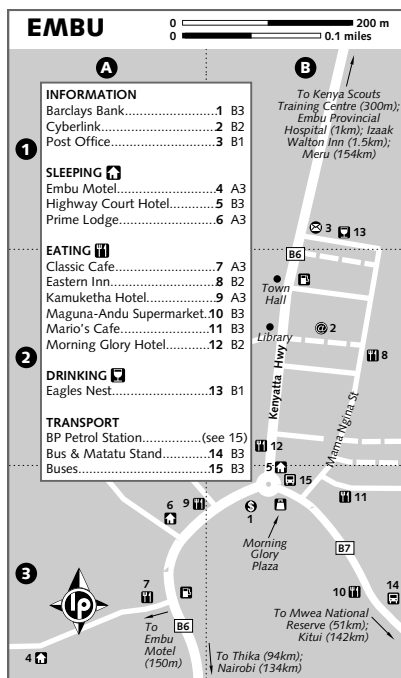 EMBU
0 200 m
0 0.1 miles
A
B
1
2
3
INFORMATION
Barclays Bank....................1 B3
Cyberlink..........................2 B2
Post Office........................3 B1
SLEEPING
Embu Motel.......................4 A3
Highway Court Hotel..........5 B3
Prime Lodge......................6 A3
EATING
Classic Cafe.......................7 A3
Eastern Inn........................8 B2
Kamuketha Hotel...............9 A3
Maguna-Andu Supermarket..10 B3
Mario's Cafe.....................11 B3
Morning Glory Hotel..........12 B2
DRINKING
Eagles Nest.......................13 B1
TRANSPORT
BP Petrol Station............(see 15)
Bus & Matatu Stand..........14 B3
Buses...............................15 B3
To Kenya Scouts
Training Centre (300m);
Embu Provincial
Hospital (1km); Izaak
Walton Inn (1.5km);
Meru (154km)
3
13
B6
Town
Hall
Library
@ 2
8
Kenyatta Hwy
Mama Ngina St
12
5
15
11
9
6
$
1
Morning
Glory
Plaza
B7
7
10
14
lp
B6
4
To
Embu
Motel
(150m)
To Thika (94km);
Nairobi (134km)
To Mwea National
Reserve (51km);
Kitui (142km)